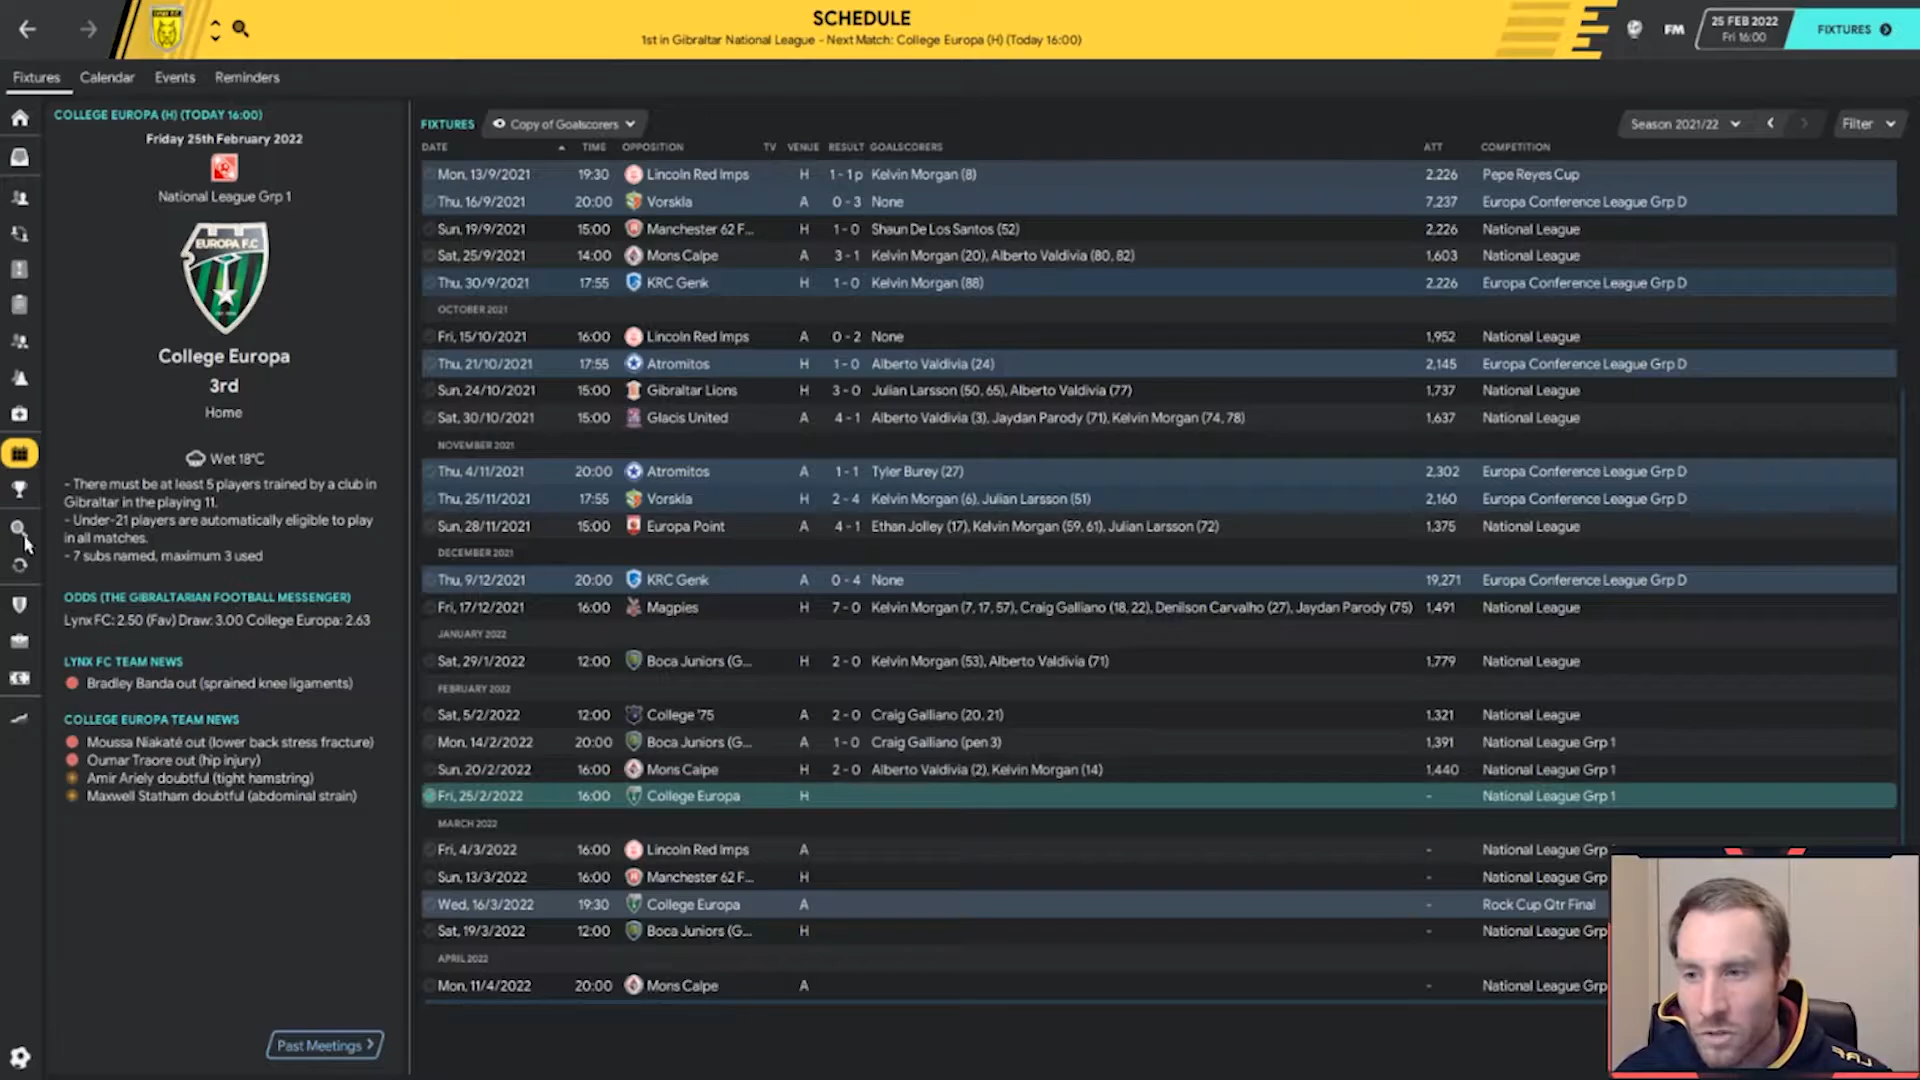 SCHEDULE
1st in Gibraltar National League - Next Match: College Europa (H) (Today 16:00)
FM
25 FEB 2022
Fri 16:00
FIXTURES
Fixtures Calendar Events Reminders
COLLEGE EUROPA (H) (TODAY 16:00)
Friday 25th February 2022
National League Grp 1
EUROPA F.C
College Europa
3rd
Home
Wet 18°C
- There must be at least 5 players trained by a club in
Gibraltar in the playing 11.
- Under-21 players are automatically eligible to play
in all matches.
- 7 subs named, maximum 3 used
ODDS (THE GIBRALTARIAN FOOTBALL MESSENGER)
Lynx FC: 2.50 (Fav) Draw: 3.00 College Europa: 2.63
LYNX FC TEAM NEWS
Bradley Banda out (sprained knee ligaments)
COLLEGE EUROPA TEAM NEWS
Moussa Niakaté out (lower back stress fracture)
Oumar Traore out (hip injury)
Amir Ariely doubtful (tight hamstring)
Maxwell Statham doubtful (abdominal strain)
Past Meetings
FIXTURES Copy of Goalscorers Season 2021/22 Filter
DATE TIME OPPOSITION TV VENUE RESULT GOALSCORERS ATT COMPETITION
Mon, 13/9/2021 19:30 Lincoln Red Imps H 1 - 1 p Kelvin Morgan (8) 2,226 Pepe Reyes Cup
Thu, 16/9/2021 20:00 Vorskla A 0 - 3 None 7,237 Europa Conference League Grp D
Sun, 19/9/2021 15:00 Manchester 62 F... H 1 - 0 Shaun De Los Santos (52) 2,226 National League
Sat, 25/9/2021 14:00 Mons Calpe A 3 - 1 Kelvin Morgan (20), Alberto Valdivia (80, 82) 1,603 National League
Thu, 30/9/2021 17:55 KRC Genk H 1 - 0 Kelvin Morgan (88) 2,226 Europa Conference League Grp D
OCTOBER 2021
Fri, 15/10/2021 16:00 Lincoln Red Imps A 0 - 2 None 1,952 National League
Thu, 21/10/2021 17:55 Atromitos H 1 - 0 Alberto Valdivia (24) 2,145 Europa Conference League Grp D
Sun, 24/10/2021 15:00 Gibraltar Lions H 3 - 0 Julian Larsson (50, 65), Alberto Valdivia (77) 1,737 National League
Sat, 30/10/2021 15:00 Glacis United A 4 - 1 Alberto Valdivia (3), Jaydan Parody (71), Kelvin Morgan (74, 78) 1,637 National League
NOVEMBER 2021
Thu, 4/11/2021 20:00 Atromitos A 1 - 1 Tyler Burey (27) 2,302 Europa Conference League Grp D
Thu, 25/11/2021 17:55 Vorskla H 2 - 4 Kelvin Morgan (6), Julian Larsson (51) 2,160 Europa Conference League Grp D
Sun, 28/11/2021 15:00 Europa Point A 4 - 1 Ethan Jolley (17), Kelvin Morgan (59, 61), Julian Larsson (72) 1,375 National League
DECEMBER 2021
Thu, 9/12/2021 20:00 KRC Genk A 0 - 4 None 19,271 Europa Conference League Grp D
Fri, 17/12/2021 16:00 Magpies H 7 - 0 Kelvin Morgan (7, 17, 57), Craig Galliano (18, 22), Denilson Carvalho (27), Jaydan Parody (75) 1,491 National League
JANUARY 2022
Sat, 29/1/2022 12:00 Boca Juniors (G... H 2 - 0 Kelvin Morgan (53), Alberto Valdivia (71) 1,779 National League
FEBRUARY 2022
Sat, 5/2/2022 12:00 College '75 A 2 - 0 Craig Galliano (20, 21) 1,321 National League
Mon, 14/2/2022 20:00 Boca Juniors (G... A 1 - 0 Craig Galliano (pen 3) 1,391 National League Grp 1
Sun, 20/2/2022 16:00 Mons Calpe H 2 - 0 Alberto Valdivia (2), Kelvin Morgan (14) 1,440 National League Grp 1
Fri, 25/2/2022 16:00 College Europa H - National League Grp 1
MARCH 2022
Fri, 4/3/2022 16:00 Lincoln Red Imps A - National League Grp
Sun, 13/3/2022 16:00 Manchester 62 F... H - National League Grp
Wed, 16/3/2022 19:30 College Europa A - Rock Cup Qtr Final
Sat, 19/3/2022 12:00 Boca Juniors (G... H - National League Grp
APRIL 2022
Mon, 11/4/2022 20:00 Mons Calpe A - National League Grp